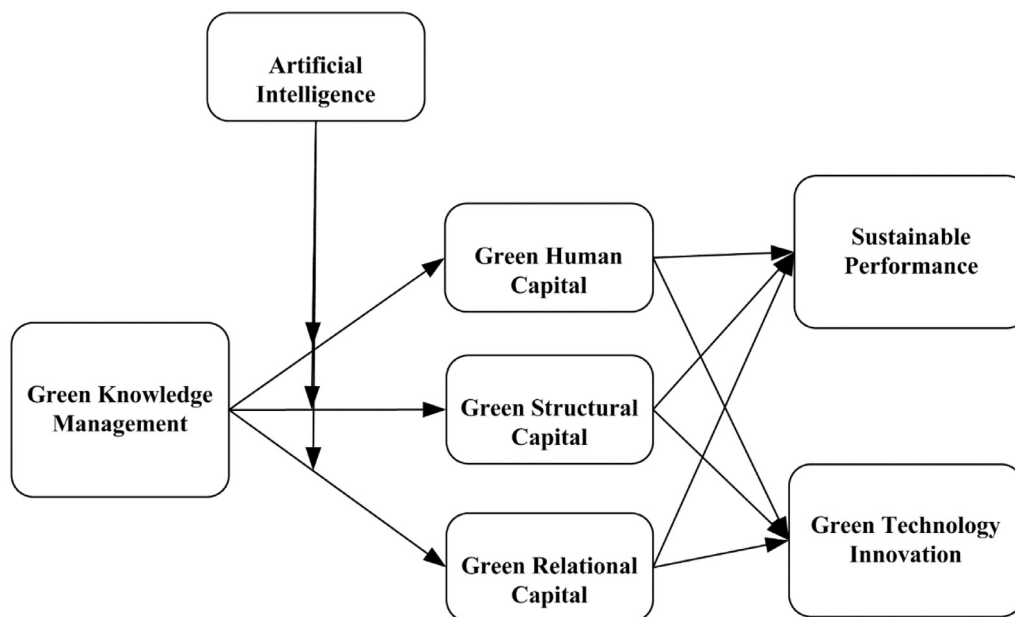 Artificial
Intelligence
Green Human
Capital
Sustainable
Performance
Green Knowledge
Management
Green Structural
Capital
Green Relational
Capital
Green Technology
Innovation